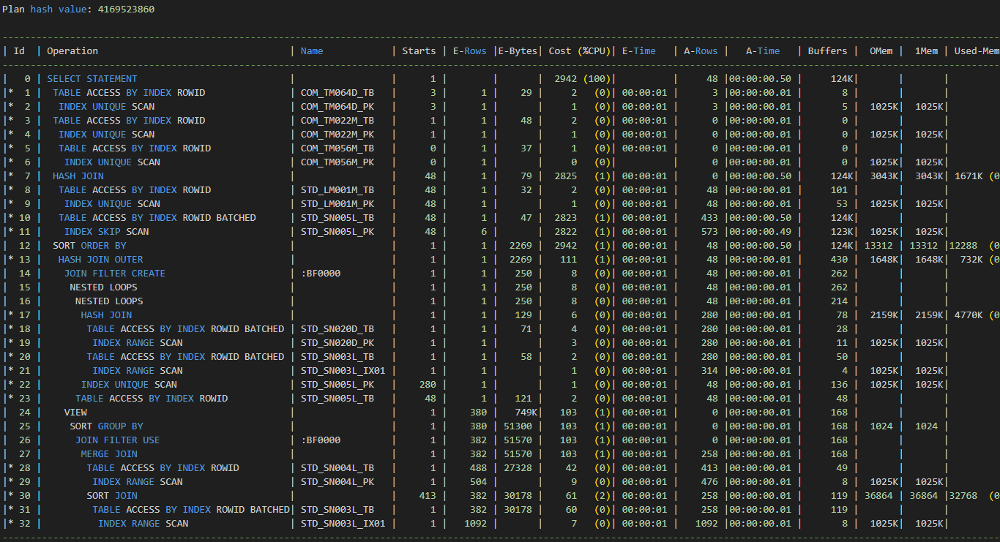 Plan hash value: 4169523860
---------------------------------------------------------------------------------------------------------------------------------------------------------------------------
| Id  | Operation                                  | Name            | Starts | E-Rows |E-Bytes| Cost (%CPU)| E-Time   | A-Rows |   A-Time   | Buffers |  OMem |  1Mem | Used-Mem
---------------------------------------------------------------------------------------------------------------------------------------------------------------------------
|   0 | SELECT STATEMENT                           |                 |      1 |        |       |  2942 (100)|          |     48 |00:00:00.50 |    124K|       |       |
|*  1 |  TABLE ACCESS BY INDEX ROWID               | COM_TM064D_TB   |      3 |      1 |    29 |     2   (0)| 00:00:01 |      3 |00:00:00.01 |       8 |       |       |
|*  2 |   INDEX UNIQUE SCAN                        | COM_TM064D_PK   |      3 |      1 |       |     1   (0)| 00:00:01 |      3 |00:00:00.01 |       5 |  1025K|  1025K|
|*  3 |  TABLE ACCESS BY INDEX ROWID               | COM_TM022M_TB   |      1 |      1 |    48 |     2   (0)| 00:00:01 |      0 |00:00:00.01 |       0 |       |       |
|*  4 |   INDEX UNIQUE SCAN                        | COM_TM022M_PK   |      1 |      1 |       |     1   (0)| 00:00:01 |      0 |00:00:00.01 |       0 |  1025K|  1025K|
|*  5 |   TABLE ACCESS BY INDEX ROWID              | COM_TM056M_TB   |      0 |      1 |    37 |     1   (0)| 00:00:01 |      0 |00:00:00.01 |       0 |       |       |
|*  6 |    INDEX UNIQUE SCAN                       | COM_TM056M_PK   |      0 |      1 |       |     0   (0)|          |      0 |00:00:00.01 |       0 |  1025K|  1025K|
|*  7 |  HASH JOIN                                 |                 |     48 |      1 |    79 |  2825   (1)| 00:00:01 |      0 |00:00:00.50 |    124K|  3043K|  3043K| 1671K (0
|*  8 |   TABLE ACCESS BY INDEX ROWID              | STD_LM001M_TB   |     48 |      1 |    32 |     2   (0)| 00:00:01 |     48 |00:00:00.01 |     101 |       |       |
|*  9 |    INDEX UNIQUE SCAN                       | STD_LM001M_PK   |     48 |      1 |       |     1   (0)| 00:00:01 |     48 |00:00:00.01 |      53 |  1025K|  1025K|
|* 10 |   TABLE ACCESS BY INDEX ROWID BATCHED      | STD_SN005L_TB   |     48 |      1 |    47 |  2823   (1)| 00:00:01 |    433 |00:00:00.50 |    124K|       |       |
|* 11 |    INDEX SKIP SCAN                         | STD_SN005L_PK   |     48 |      6 |       |  2822   (1)| 00:00:01 |    573 |00:00:00.49 |    123K|  1025K|  1025K|
|  12 |  SORT ORDER BY                             |                 |      1 |      1 |  2269 |  2942   (1)| 00:00:01 |     48 |00:00:00.50 |    124K| 13312 | 13312 |12288  (0
|* 13 |   HASH JOIN OUTER                          |                 |      1 |      1 |  2269 |   111   (1)| 00:00:01 |     48 |00:00:00.01 |     430 |  1648K|  1648K|  732K (0
|  14 |    JOIN FILTER CREATE                      | :BF0000         |      1 |      1 |   250 |     8   (0)| 00:00:01 |     48 |00:00:00.01 |     262 |       |       |
|  15 |     NESTED LOOPS                           |                 |      1 |      1 |   250 |     8   (0)| 00:00:01 |     48 |00:00:00.01 |     262 |       |       |
|  16 |      NESTED LOOPS                          |                 |      1 |      1 |   250 |     8   (0)| 00:00:01 |     48 |00:00:00.01 |     214 |       |       |
|* 17 |       HASH JOIN                            |                 |      1 |      1 |   129 |     6   (0)| 00:00:01 |    280 |00:00:00.01 |      78 |  2159K|  2159K| 4770K (0
|* 18 |        TABLE ACCESS BY INDEX ROWID BATCHED | STD_SN020D_TB   |      1 |      1 |    71 |     4   (0)| 00:00:01 |    280 |00:00:00.01 |      28 |       |       |
|* 19 |         INDEX RANGE SCAN                   | STD_SN020D_PK   |      1 |      1 |       |     3   (0)| 00:00:01 |    280 |00:00:00.01 |      11 |  1025K|  1025K|
|* 20 |        TABLE ACCESS BY INDEX ROWID BATCHED | STD_SN003L_TB   |      1 |      1 |    58 |     2   (0)| 00:00:01 |    280 |00:00:00.01 |      50 |       |       |
|* 21 |         INDEX RANGE SCAN                   | STD_SN003L_IX01 |      1 |      1 |       |     1   (0)| 00:00:01 |    314 |00:00:00.01 |       4 |  1025K|  1025K|
|* 22 |       INDEX UNIQUE SCAN                    | STD_SN005L_PK   |    280 |      1 |       |     1   (0)| 00:00:01 |     48 |00:00:00.01 |     136 |  1025K|  1025K|
|* 23 |      TABLE ACCESS BY INDEX ROWID           | STD_SN005L_TB   |     48 |      1 |   121 |     2   (0)| 00:00:01 |     48 |00:00:00.01 |      48 |       |       |
|  24 |    VIEW                                    |                 |      1 |    380 |   749K|   103   (1)| 00:00:01 |      0 |00:00:00.01 |     168 |       |       |
|  25 |     SORT GROUP BY                          |                 |      1 |    380 | 51300 |   103   (1)| 00:00:01 |      0 |00:00:00.01 |     168 |  1024 |  1024 |
|  26 |      JOIN FILTER USE                       | :BF0000         |      1 |    382 | 51570 |   103   (1)| 00:00:01 |      0 |00:00:00.01 |     168 |       |       |
|  27 |       MERGE JOIN                           |                 |      1 |    382 | 51570 |   103   (1)| 00:00:01 |    258 |00:00:00.01 |     168 |       |       |
|* 28 |        TABLE ACCESS BY INDEX ROWID         | STD_SN004L_TB   |      1 |    488 | 27328 |    42   (0)| 00:00:01 |    413 |00:00:00.01 |      49 |       |       |
|* 29 |         INDEX RANGE SCAN                   | STD_SN004L_PK   |      1 |    504 |       |     9   (0)| 00:00:01 |    476 |00:00:00.01 |       8 |  1025K|  1025K|
|* 30 |        SORT JOIN                           |                 |    413 |    382 | 30178 |    61   (2)| 00:00:01 |    258 |00:00:00.01 |     119 | 36864 | 36864 |32768  (0
|* 31 |         TABLE ACCESS BY INDEX ROWID BATCHED| STD_SN003L_TB   |      1 |    382 | 30178 |    60   (0)| 00:00:01 |    258 |00:00:00.01 |     119 |       |       |
|* 32 |          INDEX RANGE SCAN                  | STD_SN003L_IX01 |      1 |   1092 |       |     7   (0)| 00:00:01 |   1092 |00:00:00.01 |       8 |  1025K|  1025K|
---------------------------------------------------------------------------------------------------------------------------------------------------------------------------